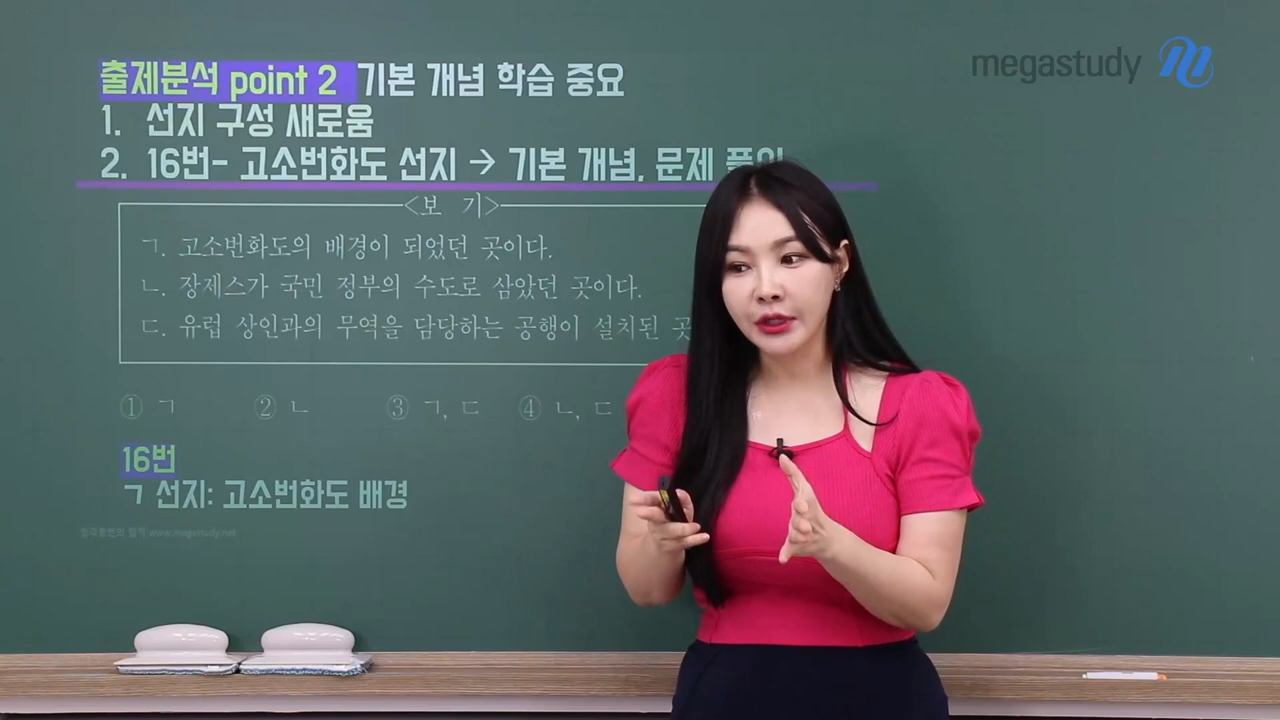 megastudy
출제분석 point 2 기본 개념 학습 중요
1. 선지 구성 새로움
2. 16번- 고소번화도 선지 → 기본 개념, 문제 풀이
<보 기>
ㄱ. 고소번화도의 배경이 되었던 곳이다.
ㄴ. 장제스가 국민 정부의 수도로 삼았던 곳이다.
ㄷ. 유럽 상인과의 무역을 담당하는 공행이 설치된 곳
① ㄱ ② ㄴ ③ ㄱ, ㄷ ④ ㄴ, ㄷ
16번
ㄱ 선지: 고소번화도 배경
www.megastudy.net